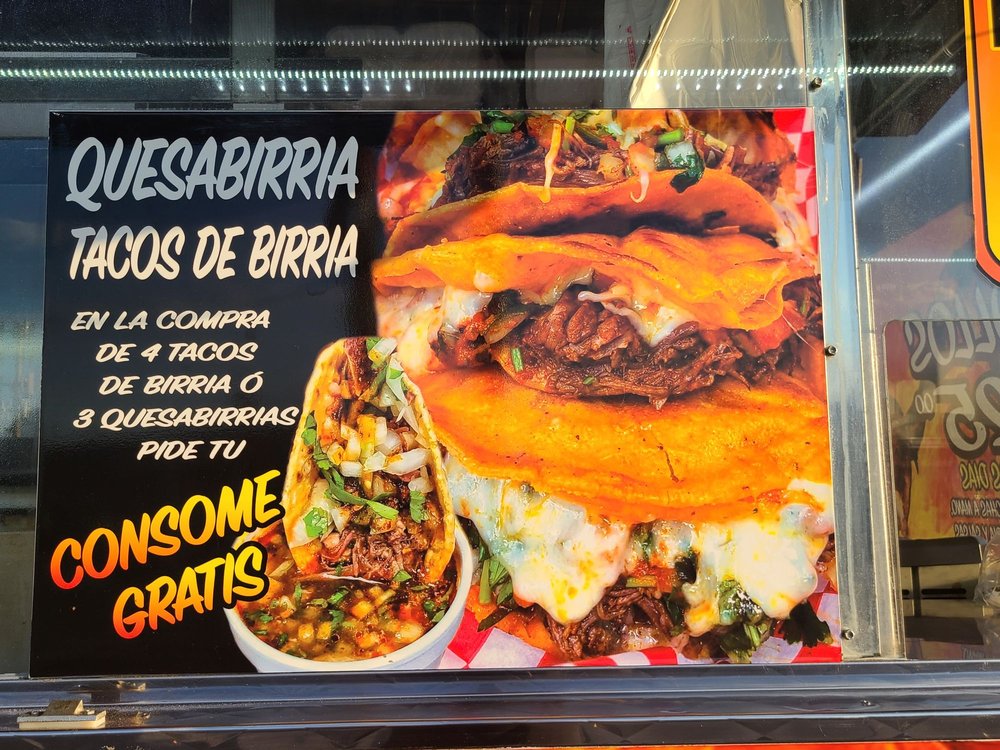 QUESABIRRIA
TACOS DE BIRRIA
EN LA COMPRA
DE 4 TACOS
DE BIRRIA Ó
3 QUESABIRRIAS
PIDE TU
CONSOME
GRATIS